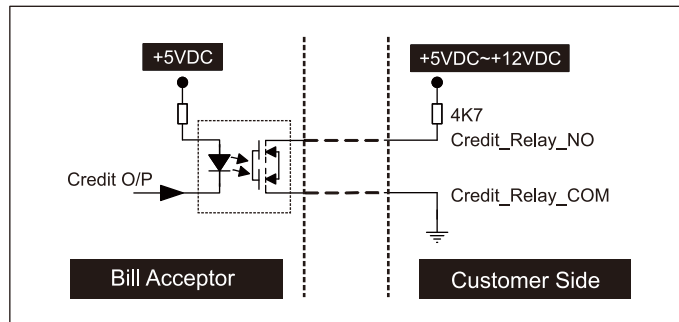 +5VDC
+5VDC~+12VDC
4K7
Credit_Relay_NO
Credit O/P
Credit_Relay_COM
Bill Acceptor
Customer Side